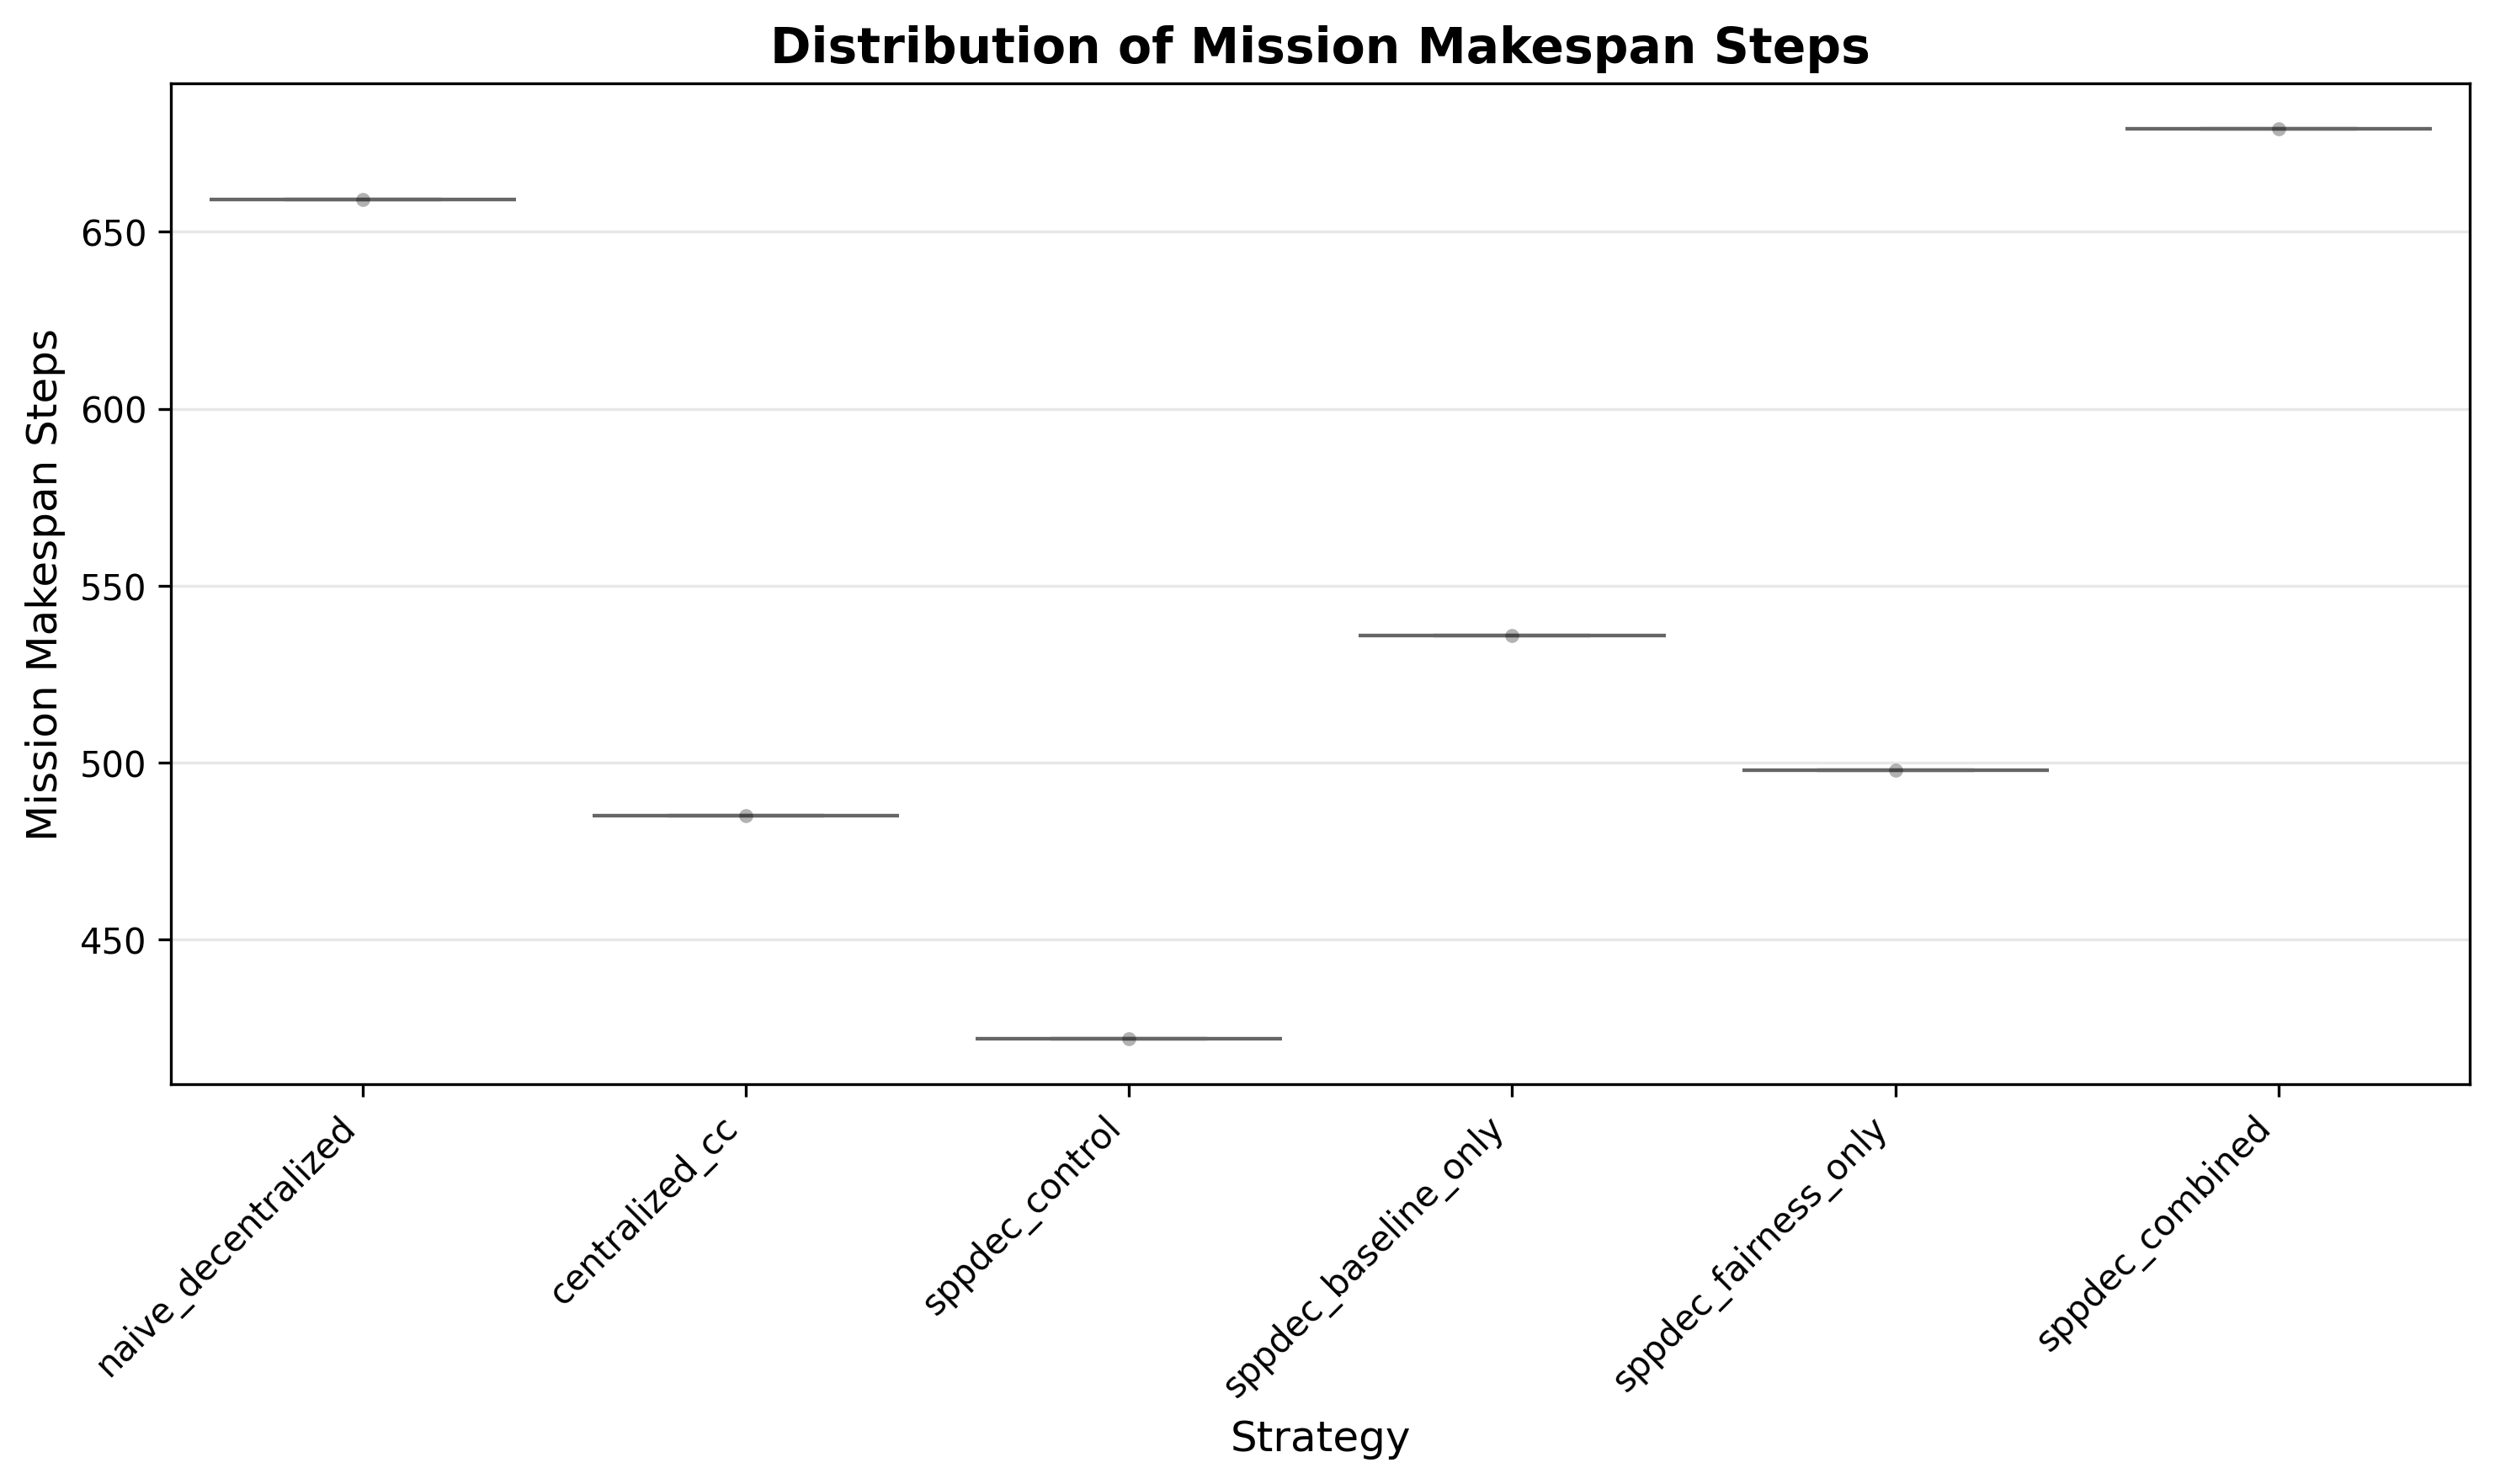 Distribution of Mission Makespan Steps
Mission Makespan Steps
650
600
550
500
450
naive_decentralized
centralized_cc
sppdec_control
sppdec_baseline_only
sppdec_fairness_only
sppdec_combined
Strategy